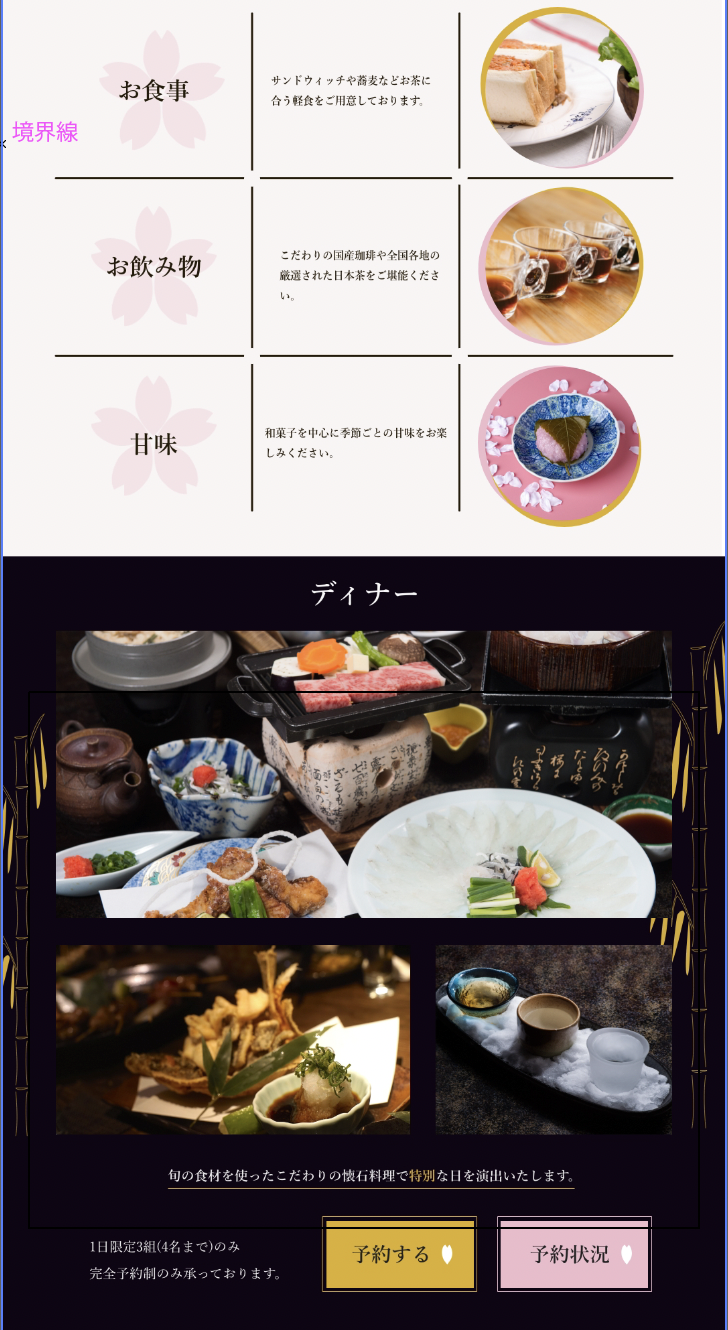 お食事
サンドウィッチや蕎麦などお茶に
合う軽食をご用意しております。
境界線
お飲み物
こだわりの国産珈琲や全国各地の
厳選された日本茶をご堪能くださ
い。
甘味
和菓子を中心に季節ごとの甘味をお楽
しみください。
ディナー
旬の食材を使ったこだわりの懐石料理で特別な日を演出いたします。
1日限定3組(4名まで)のみ
完全予約制のみ承っております。
予約する
予約状況